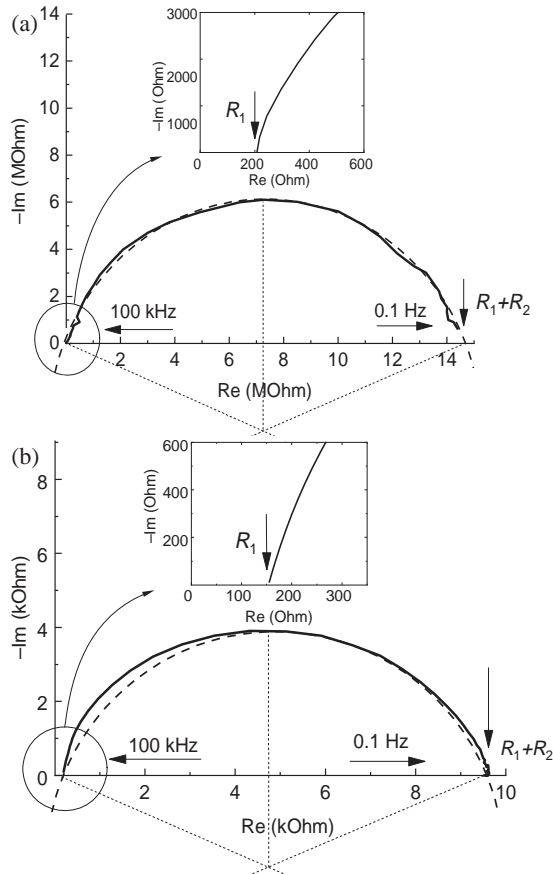 (a)
14
12
10
8
6
4
2
0
–Im (MOhm)
3000
2000
1000
–Im (Ohm)
R1
0 200 400 600
Re (Ohm)
100 kHz
0.1 Hz
R1+R2
2 4 6 8 10 12 14
Re (MOhm)
(b)
8
6
4
2
0
–Im (kOhm)
600
400
200
–Im (Ohm)
R1
0 100 200 300
Re (Ohm)
100 kHz
0.1 Hz
R1+R2
2 4 6 8 10
Re (kOhm)